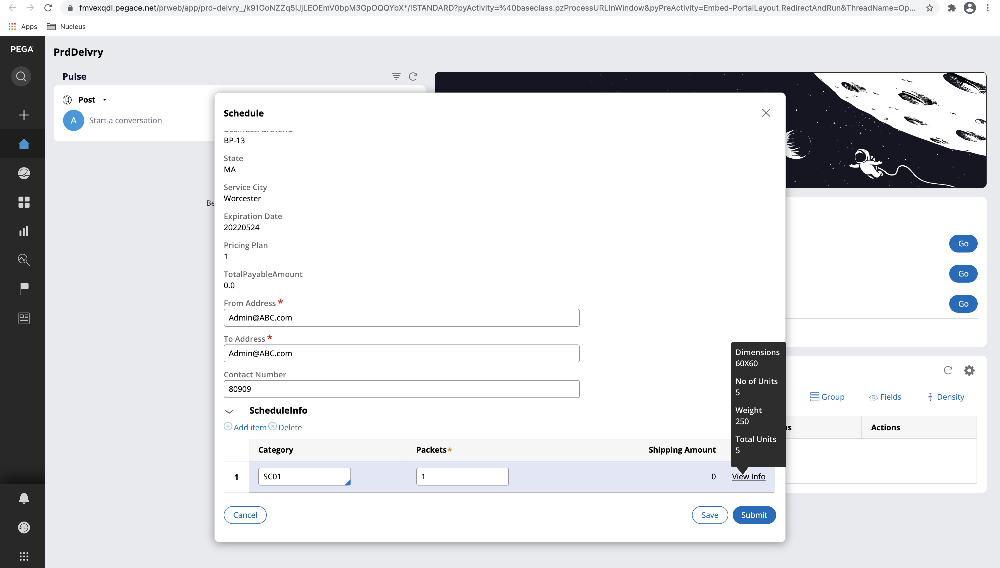 fmvexqdl.pegace.net/prweb/app/prd-delvry_/k91GoNZZq5iJjLEOEmV0bpM3GpOQQYbX*/!STANDARD?pyActivity=%40baseclass.pzProcessURLInWindow&pyPreActivity=Embed-PortalLayout.RedirectAndRun&ThreadName=Op...
Apps
Nucleus
PEGA
PrdDelvry
Pulse
Post
A
Start a conversation
Be
Schedule
BusinessPartnerID
BP-13
State
MA
Service City
Worcester
Expiration Date
20220524
Pricing Plan
1
TotalPayableAmount
0.0
From Address *
Admin@ABC.com
To Address *
Admin@ABC.com
Contact Number
80909
ScheduleInfo
Add item Delete
Category Packets* Shipping Amount
1 SC01 1 0 View Info
Cancel Save Submit
Dimensions
60X60
No of Units
5
Weight
250
Total Units
5
Go
Go
Go
Group Fields Density
Actions